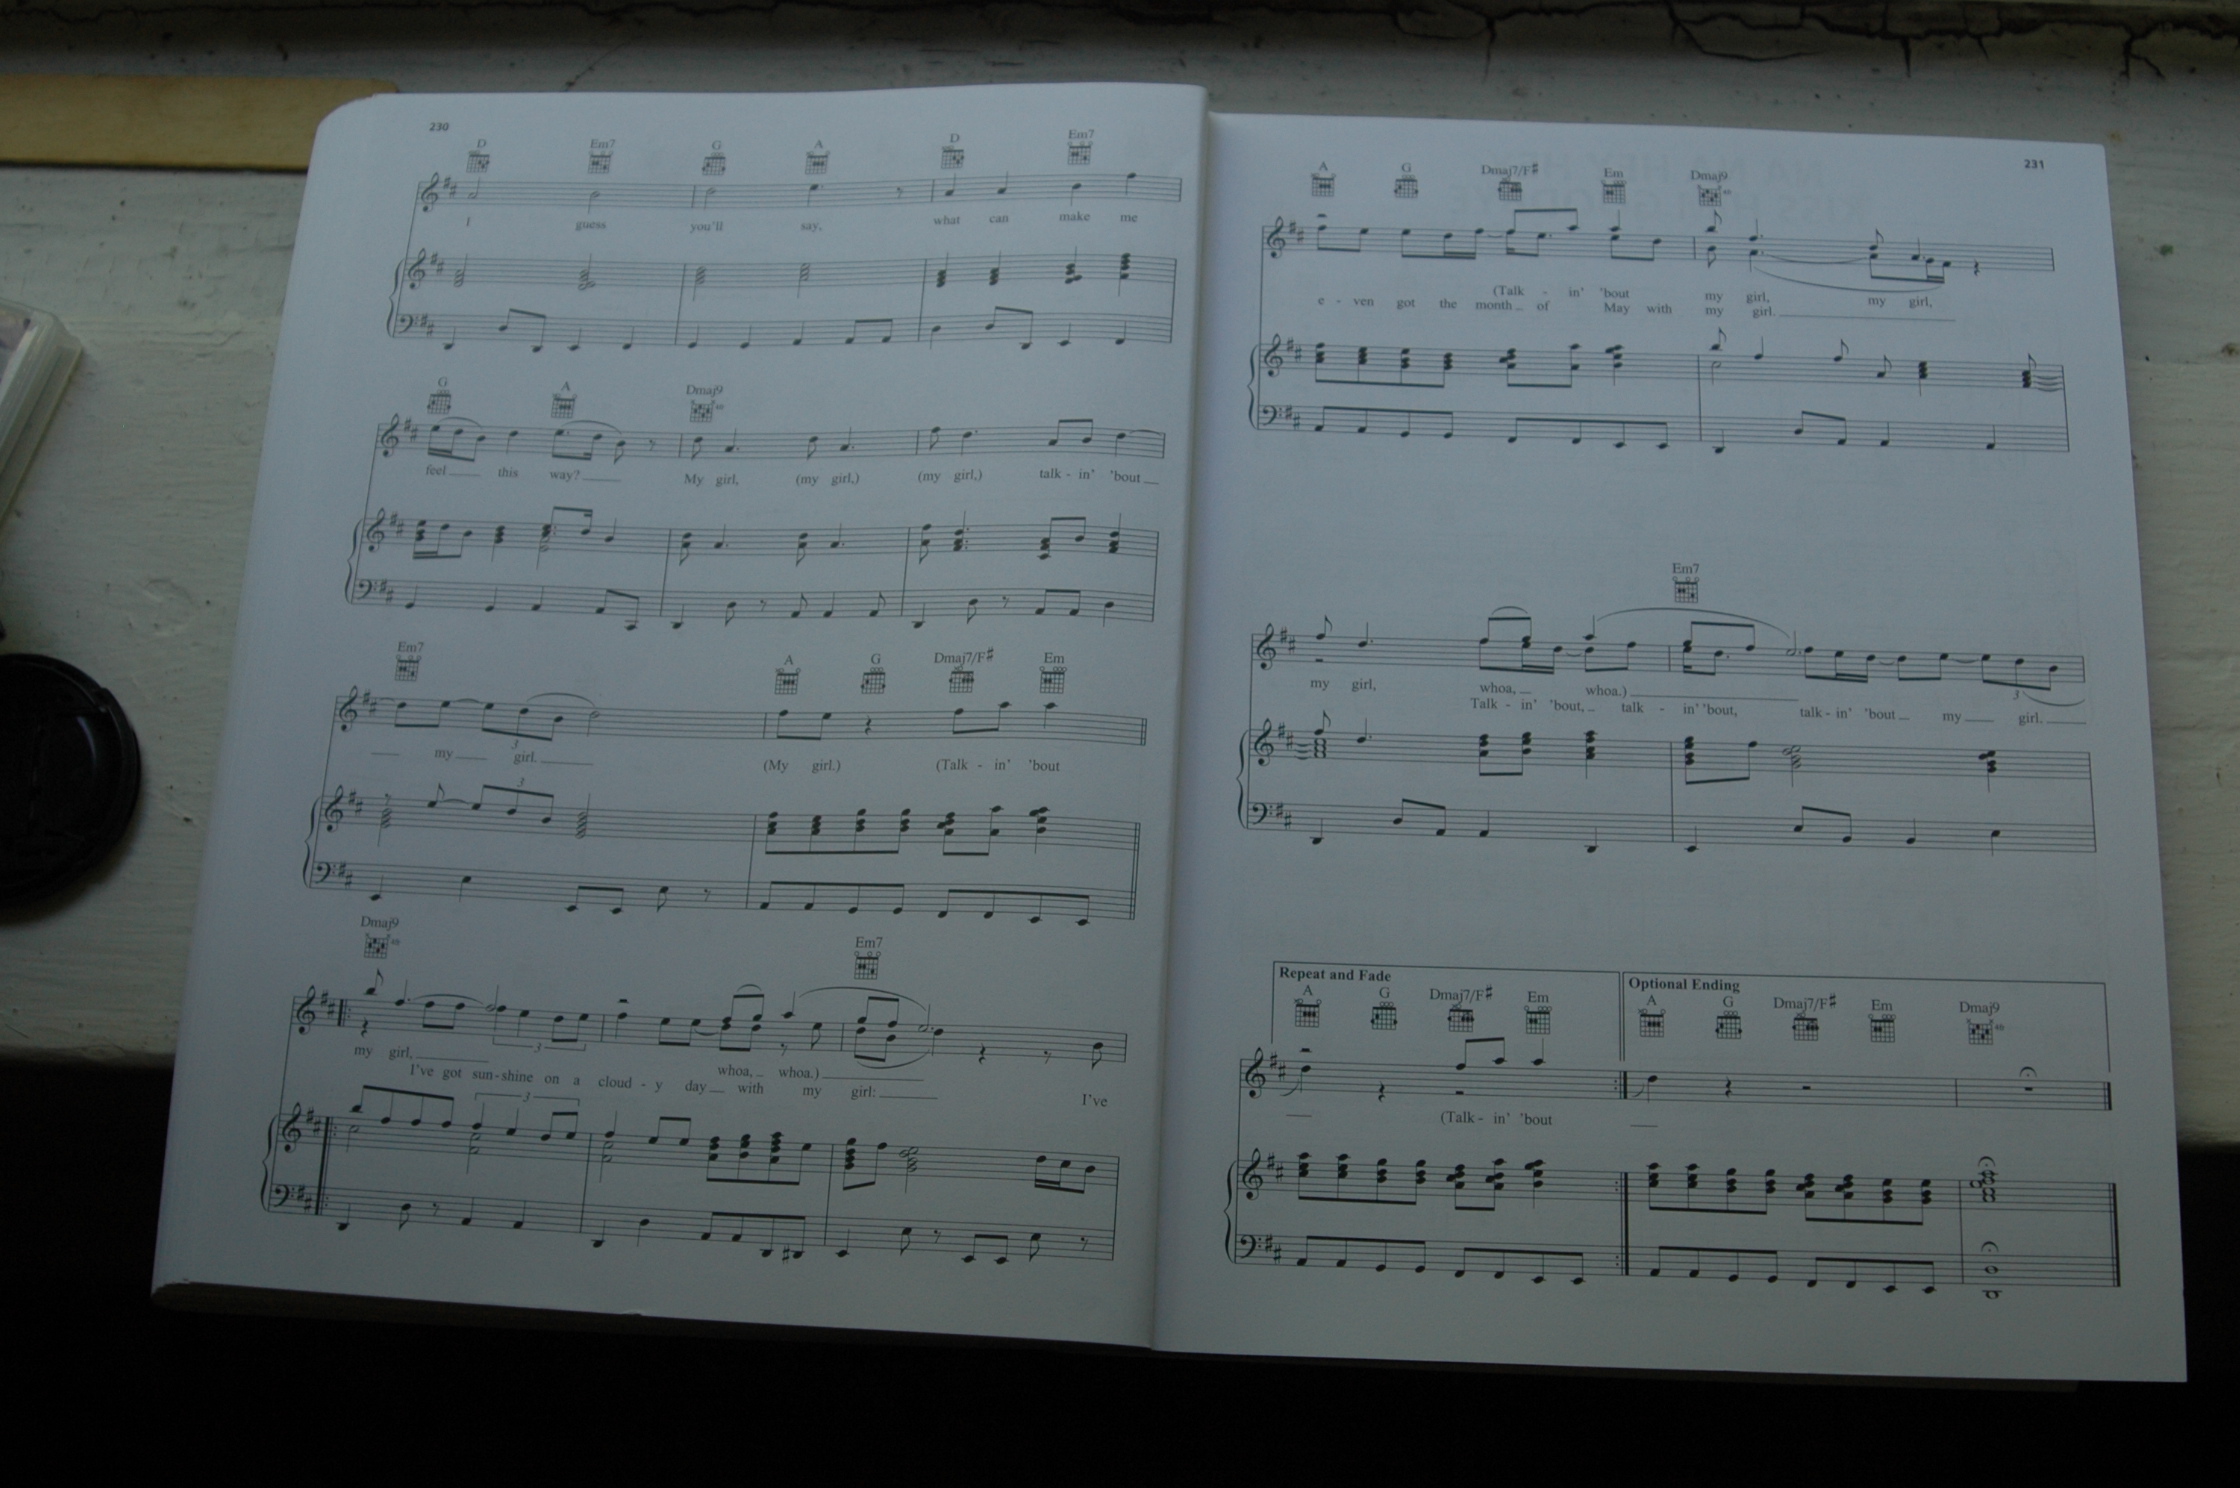 230
D Em7 G A D Em7
I guess you'll say, what can make me
G A Dmaj9
feel this way? My girl, (my girl,) (my girl,) talk - in' 'bout
Em7 A G Dmaj7/F♯ Em
my girl. (My girl.) (Talk - in' 'bout
3
3
Dmaj9 Em7
3
my girl, whoa, whoa.)
I've got sun - shine on a cloud - y day with my girl: I've
3
231
A G Dmaj7/F♯ Em Dmaj9
(Talk - in' 'bout my girl, my girl,
e - ven got the month of May with my girl.
Em7
my girl, whoa, whoa.)
Talk - in' 'bout, talk - in' 'bout, talk - in' 'bout my girl.
3
Repeat and Fade Optional Ending
A G Dmaj7/F♯ Em A G Dmaj7/F♯ Em Dmaj9
(Talk - in' 'bout